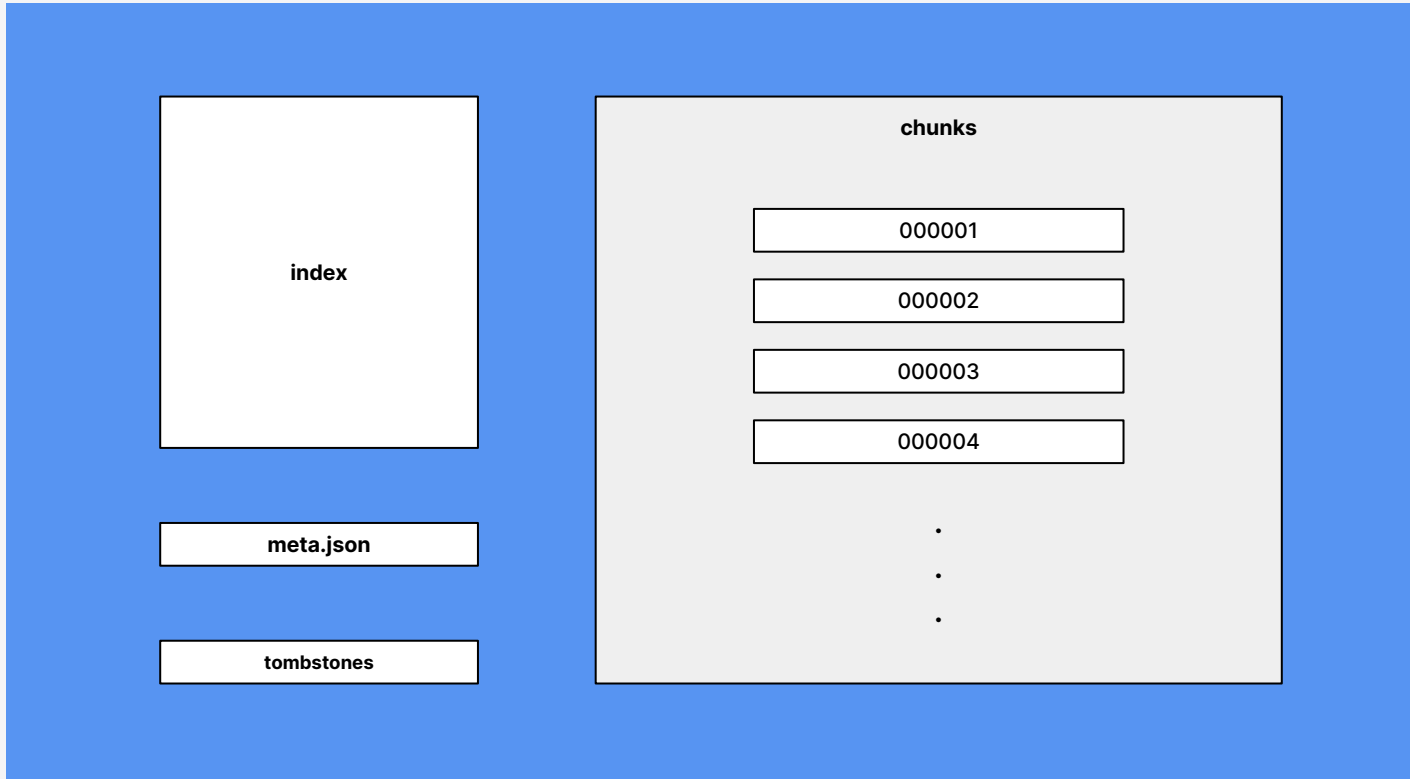 index
meta.json
tombstones
chunks
000001
000002
000003
000004
.
.
.